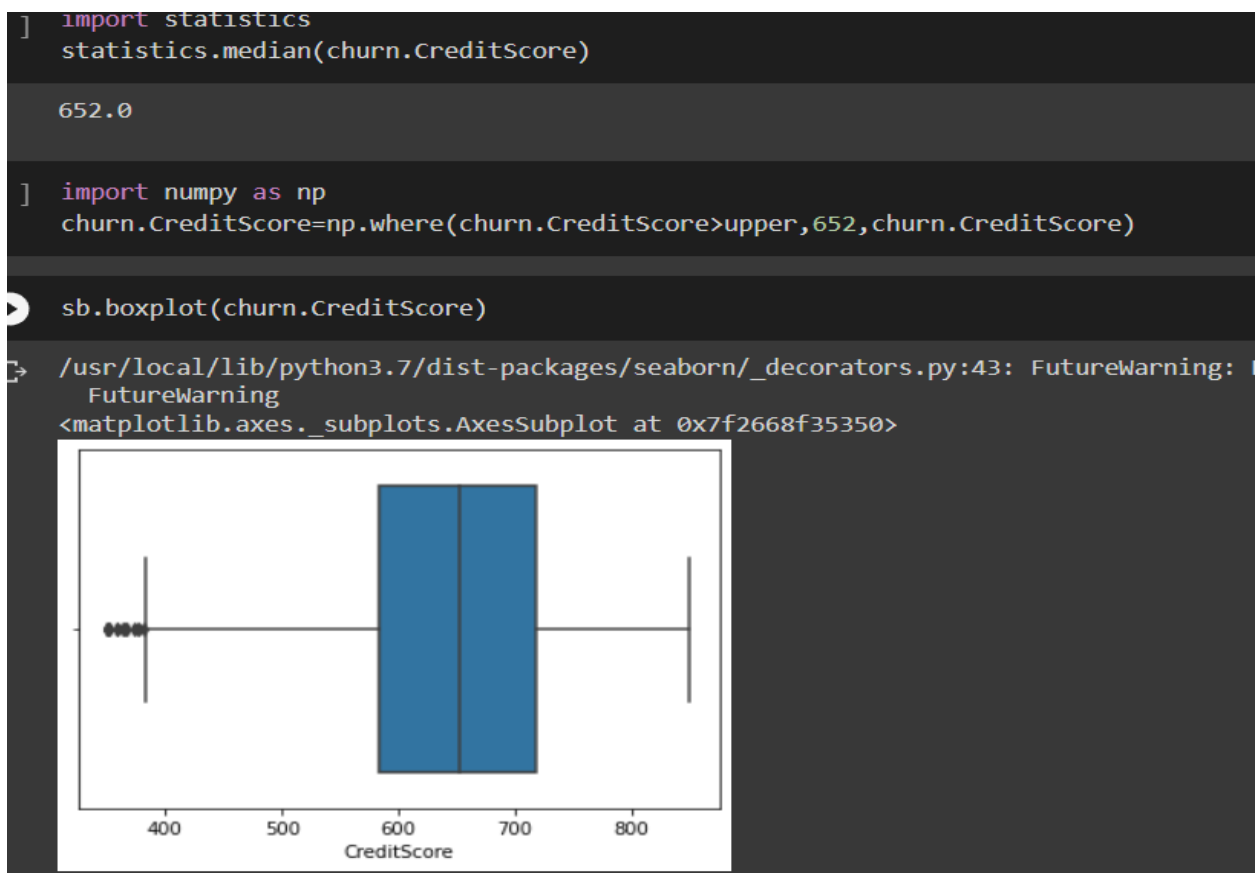 ] import statistics
statistics.median(churn.CreditScore)
652.0
] import numpy as np
churn.CreditScore=np.where(churn.CreditScore>upper,652,churn.CreditScore)
sb.boxplot(churn.CreditScore)
/usr/local/lib/python3.7/dist-packages/seaborn/_decorators.py:43: FutureWarning:
FutureWarning
<matplotlib.axes._subplots.AxesSubplot at 0x7f2668f35350>
400 500 600 700 800
CreditScore